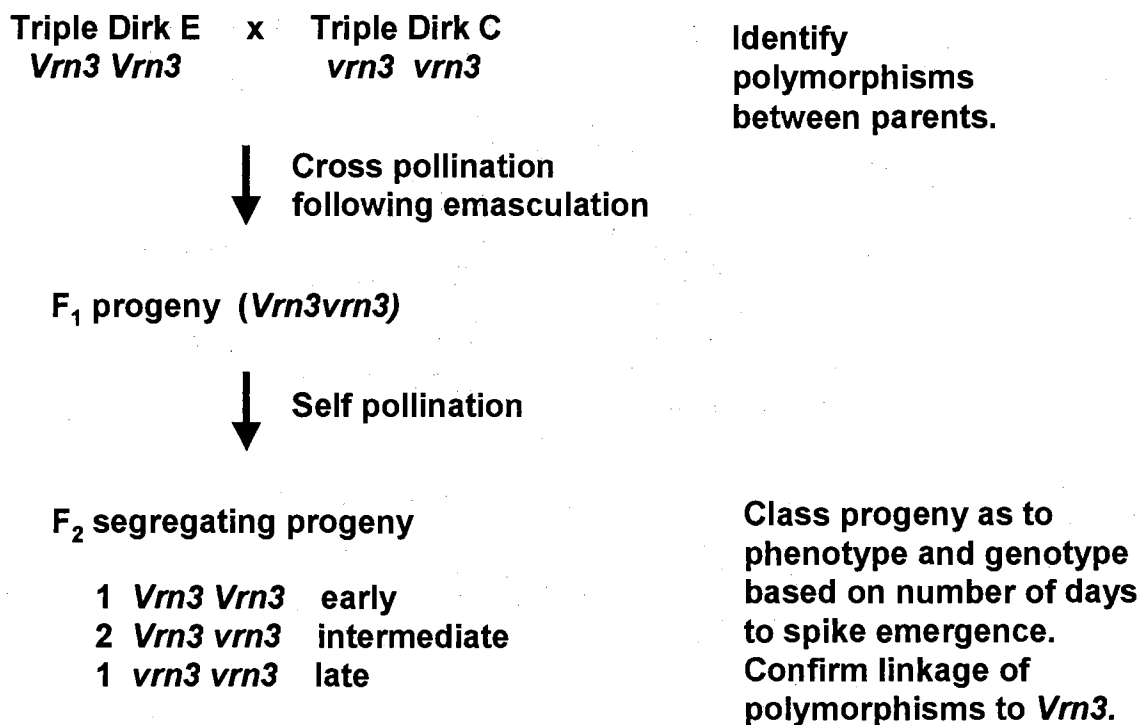 Triple Dirk E x Triple Dirk C
Vrn3 Vrn3 vrn3 vrn3
Identify
polymorphisms
between parents.
Cross pollination
following emasculation
F₁ progeny (Vrn3vrn3)
Self pollination
F₂ segregating progeny
1 Vrn3 Vrn3 early
2 Vrn3 vrn3 intermediate
1 vrn3 vrn3 late
Class progeny as to
phenotype and genotype
based on number of days
to spike emergence.
Confirm linkage of
polymorphisms to Vrn3.